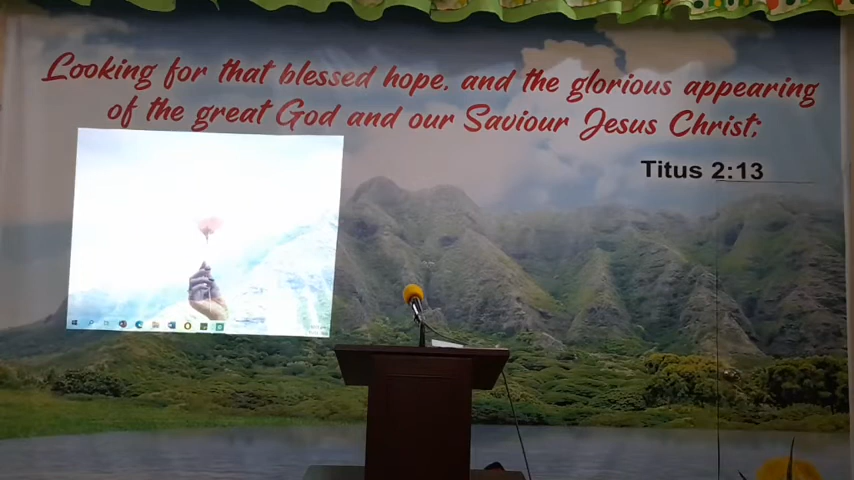 Looking for that blessed hope, and the glorious appearing
of the great God and our Saviour Jesus Christ;
Titus 2:13